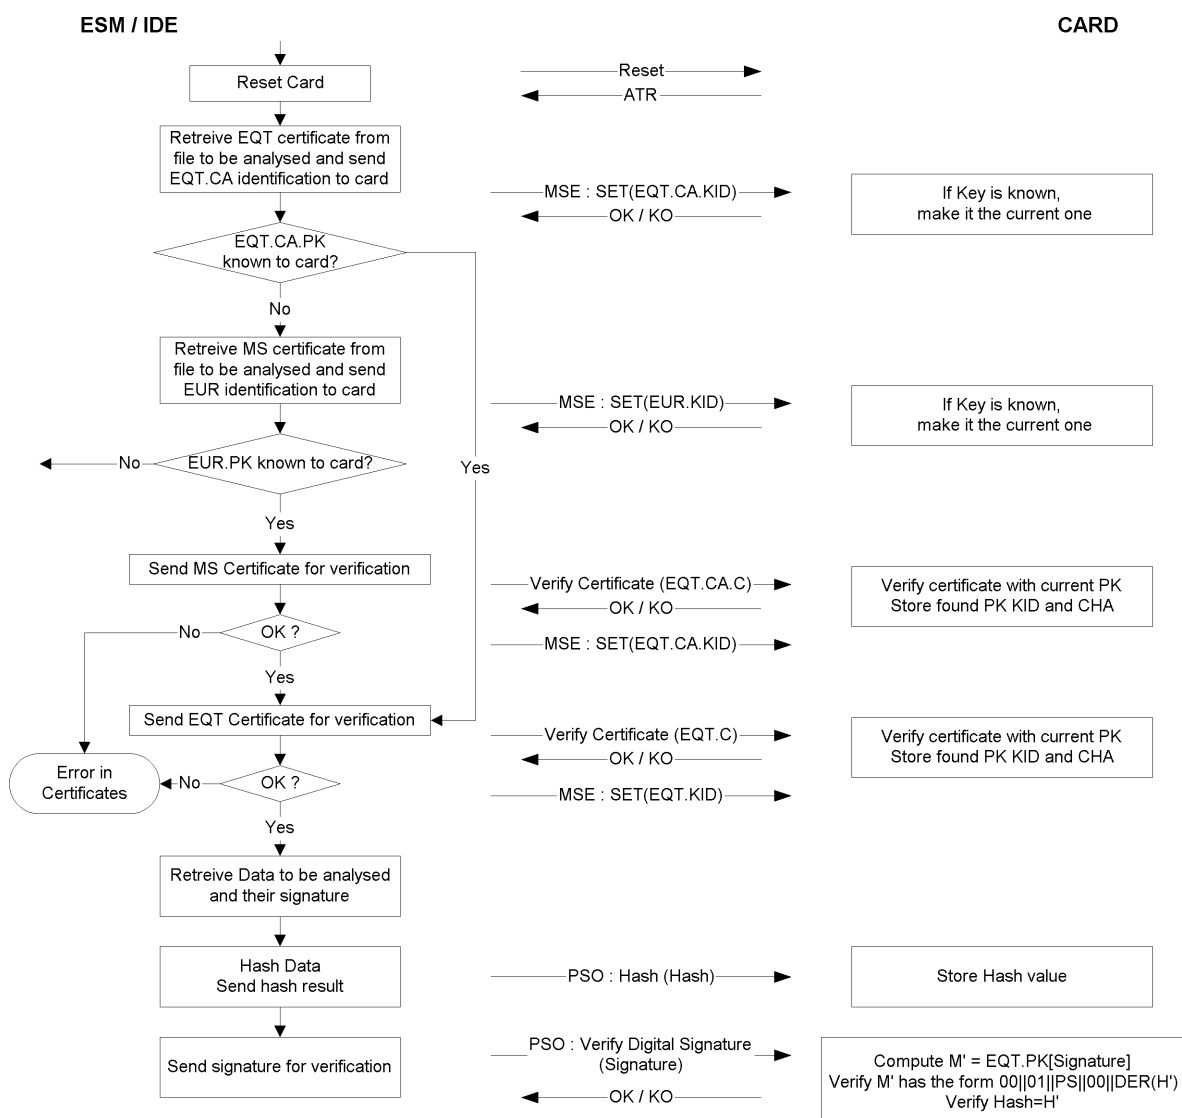 ESM / IDE
CARD
Reset Card
Reset
ATR
Retreive EQT certificate from
file to be analysed and send
EQT.CA identification to card
MSE : SET(EQT.CA.KID)
OK / KO
If Key is known,
make it the current one
EQT.CA.PK
known to card?
No
Yes
Retreive MS certificate from
file to be analysed and send
EUR identification to card
MSE : SET(EUR.KID)
OK / KO
If Key is known,
make it the current one
No
EUR.PK known to card?
Yes
Send MS Certificate for verification
Verify Certificate (EQT.CA.C)
OK / KO
Verify certificate with current PK
Store found PK KID and CHA
No
OK ?
MSE : SET(EQT.CA.KID)
Yes
Send EQT Certificate for verification
Verify Certificate (EQT.C)
OK / KO
Verify certificate with current PK
Store found PK KID and CHA
Error in
Certificates
No
OK ?
MSE : SET(EQT.KID)
Yes
Retreive Data to be analysed
and their signature
Hash Data
Send hash result
PSO : Hash (Hash)
Store Hash value
Send signature for verification
PSO : Verify Digital Signature
(Signature)
OK / KO
Compute M' = EQT.PK[Signature]
Verify M' has the form 00||01||PS||00||DER(H')
Verify Hash=H'